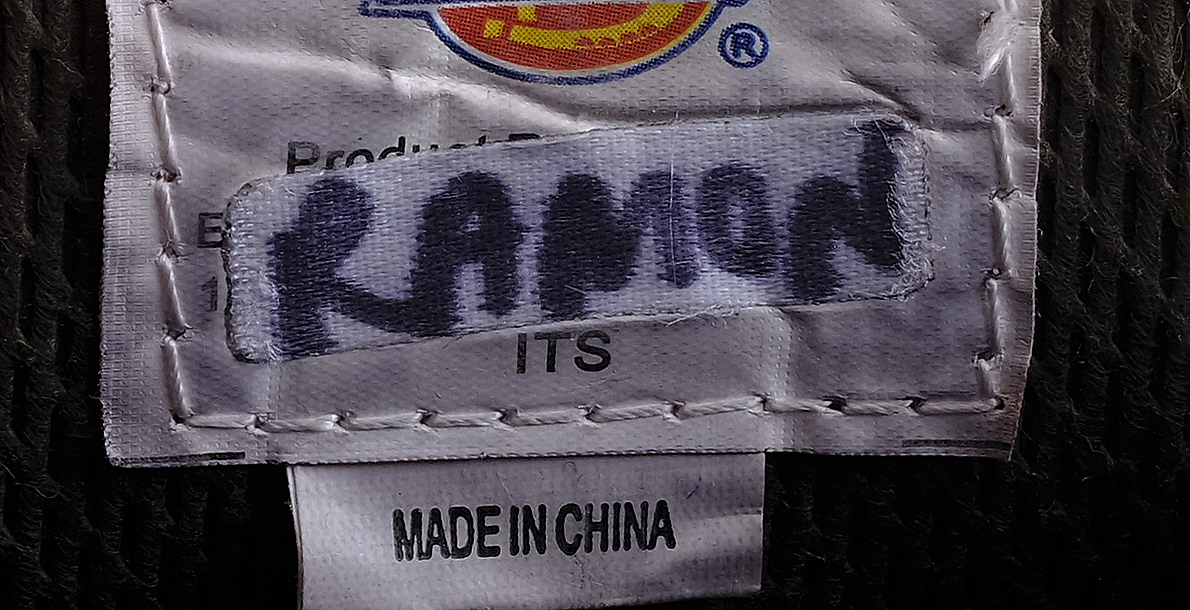 ®
Product
RAMON
ITS
MADE IN CHINA